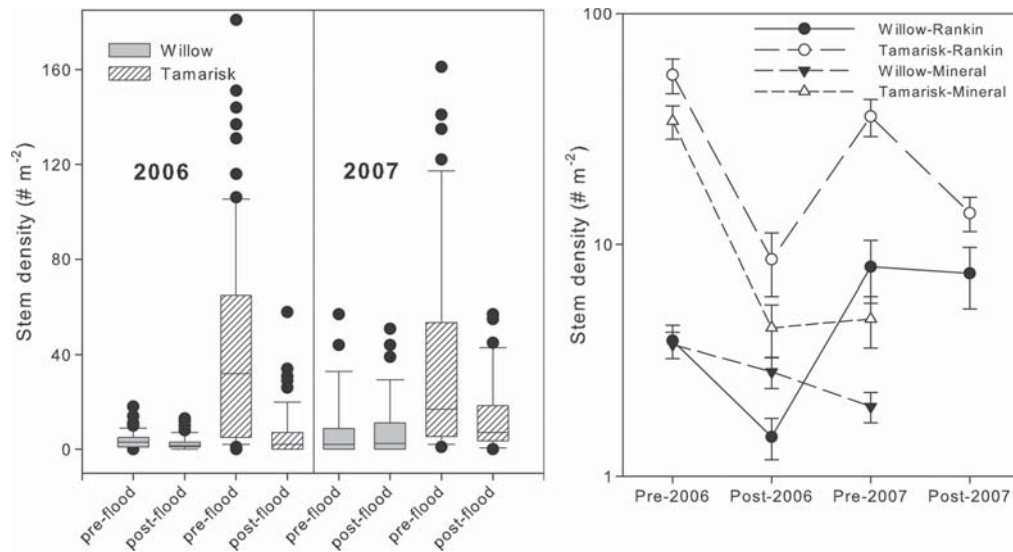 Stem density (# m-2)
160
120
80
40
0
Willow
Tamarisk
2006
2007
pre-flood
post-flood
pre-flood
post-flood
pre-flood
post-flood
pre-flood
post-flood
Stem density (# m-2)
100
10
1
Willow-Rankin
Tamarisk-Rankin
Willow-Mineral
Tamarisk-Mineral
Pre-2006
Post-2006
Pre-2007
Post-2007